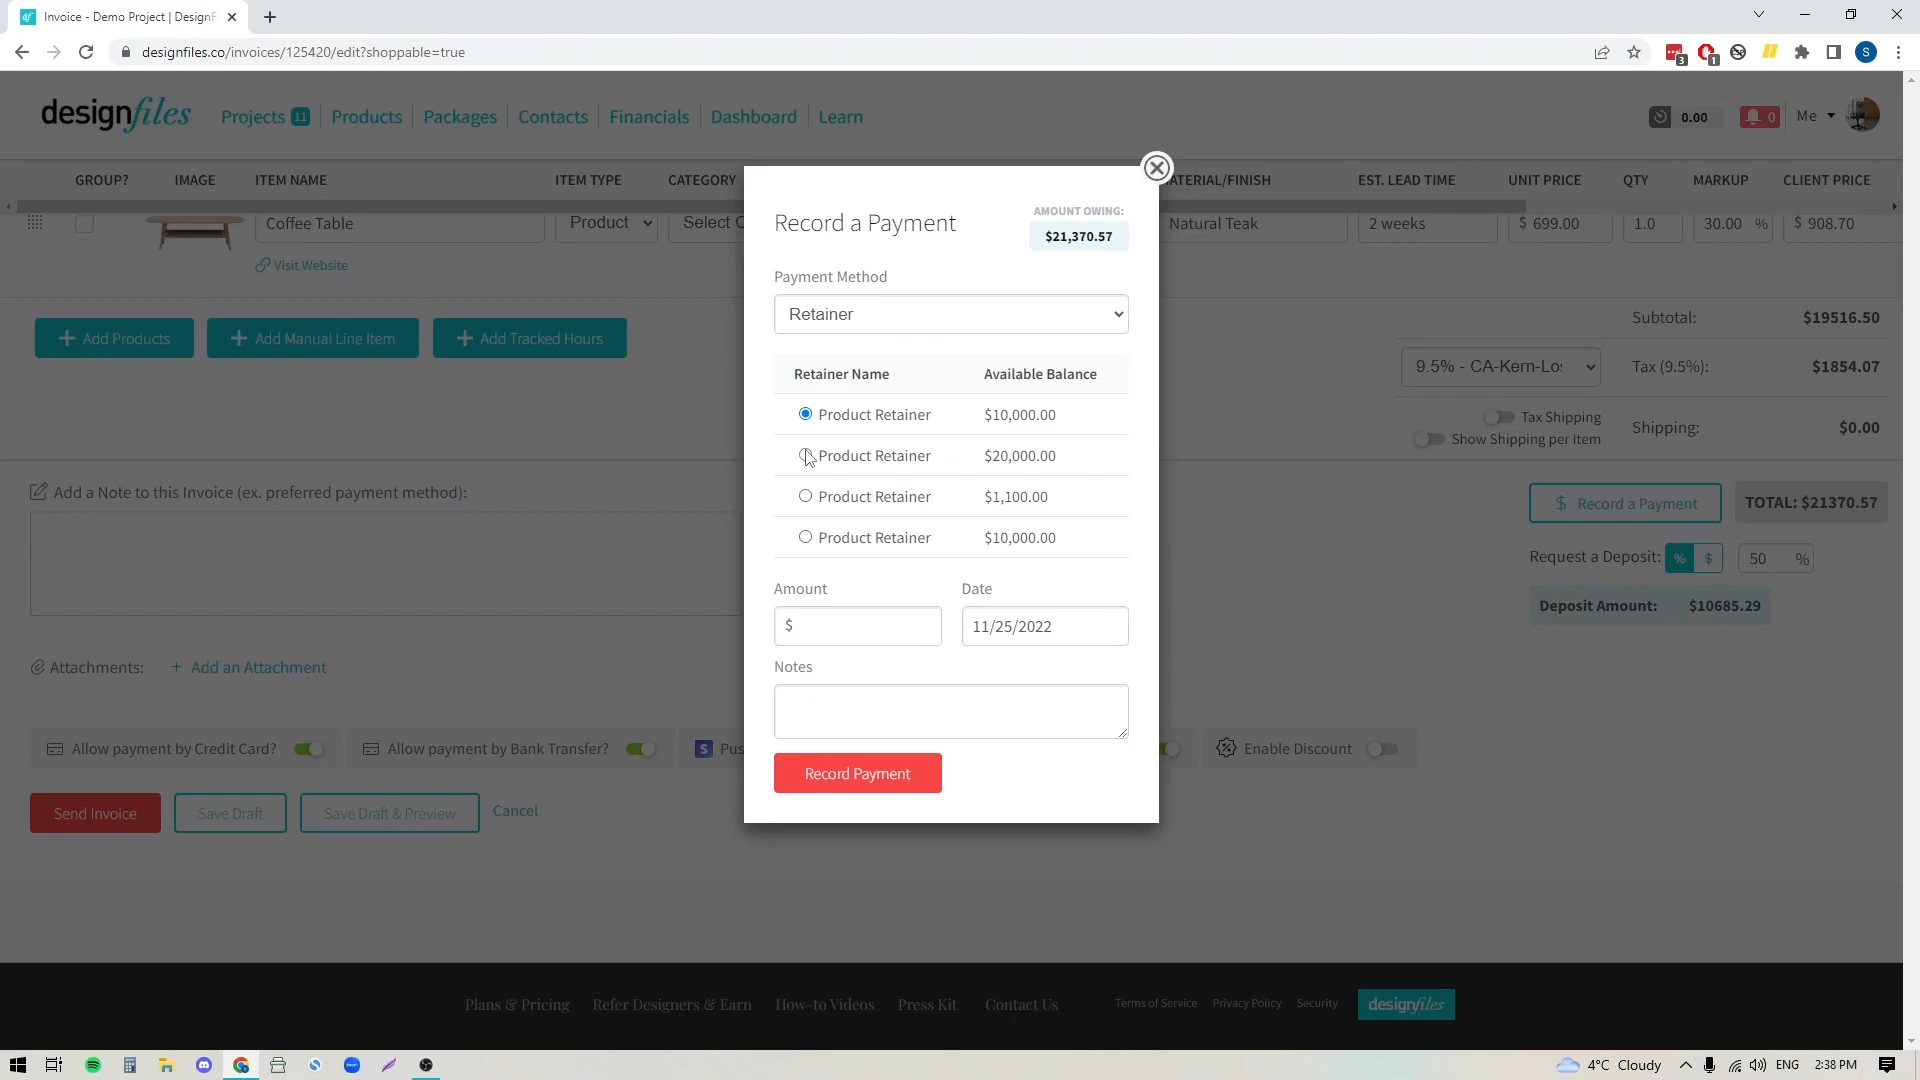 Invoice - Demo Project | DesignF
designfiles.co/invoices/125420/edit?shoppable=true
3
1
S
designfiles
Projects 11
Products
Packages
Contacts
Financials
Dashboard
Learn
0.00
0
Me
GROUP?
IMAGE
ITEM NAME
ITEM TYPE
CATEGORY
ATERIAL/FINISH
EST. LEAD TIME
UNIT PRICE
QTY
MARKUP
CLIENT PRICE
Coffee Table
Product
Select C
Natural Teak
2 weeks
$ 699.00
1.0
30.00 %
$ 908.70
Visit Website
Add Products
Add Manual Line Item
Add Tracked Hours
Subtotal:
$19516.50
9.5% - CA-Kern-Lo
Tax (9.5%):
$1854.07
Tax Shipping
Show Shipping per Item
Shipping:
$0.00
Add a Note to this Invoice (ex. preferred payment method):
$ Record a Payment
TOTAL: $21370.57
Request a Deposit:
% $
50 %
Deposit Amount:
$10685.29
Attachments:
+ Add an Attachment
Allow payment by Credit Card?
Allow payment by Bank Transfer?
S Pus
Enable Discount
Send Invoice
Save Draft
Save Draft & Preview
Cancel
Record a Payment
AMOUNT OWING:
$21,370.57
Payment Method
Retainer
Retainer Name
Available Balance
Product Retainer $10,000.00
Product Retainer $20,000.00
Product Retainer $1,100.00
Product Retainer $10,000.00
Amount
Date
$
11/25/2022
Notes
Record Payment
Plans & Pricing
Refer Designers & Earn
How-to Videos
Press Kit
Contact Us
Terms of Service
Privacy Policy
Security
designfiles
4°C Cloudy
ENG
2:38 PM